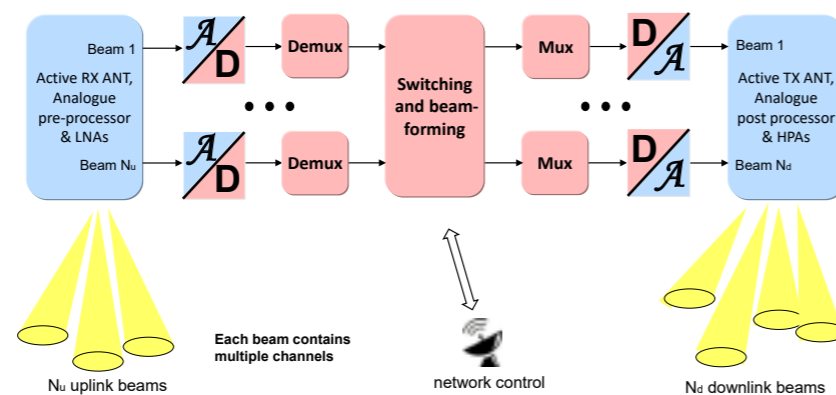 Beam 1
Active RX ANT,
Analogue
pre-processor
& LNAs
Beam Nu
A
D
Demux
A
D
Demux
Switching
and beam-
forming
Mux
D
A
Mux
D
A
Beam 1
Active TX ANT,
Analogue
post processor
& HPAs
Beam Nd
Each beam contains
multiple channels
Nu uplink beams
network control
Nd downlink beams